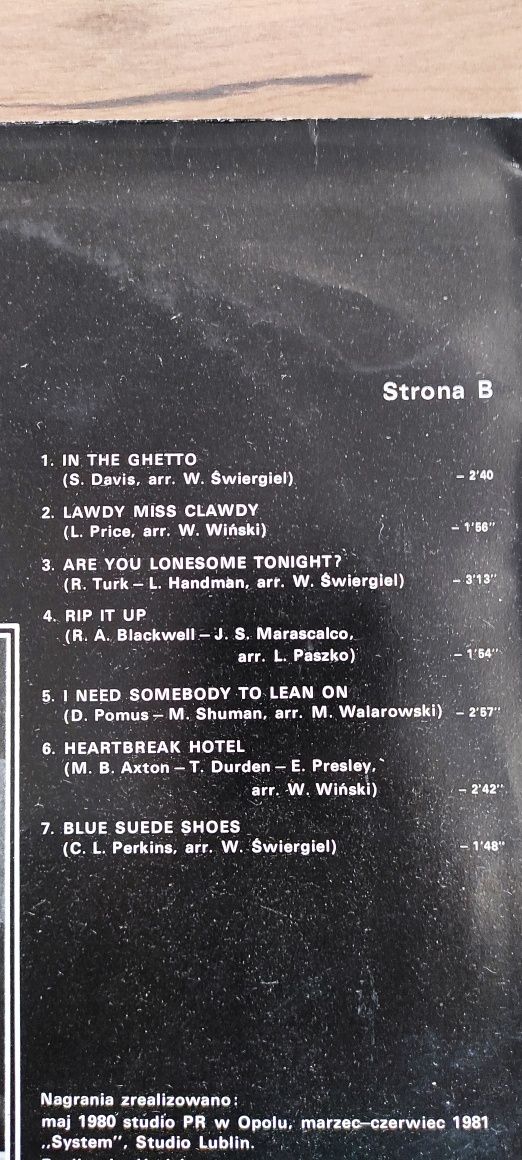 Strona B
1. IN THE GHETTO
(S. Davis, arr. W. Świergiel) – 2'40
2. LAWDY MISS CLAWDY
(L. Price, arr. W. Wiński) – 1'56"
3. ARE YOU LONESOME TONIGHT?
(R. Turk – L. Handman, arr. W. Świergiel) – 3'13"
4. RIP IT UP
(R. A. Blackwell – J. S. Marascalco,
arr. L. Paszko) – 1'54"
5. I NEED SOMEBODY TO LEAN ON
(D. Pomus – M. Shuman, arr. M. Walarowski) – 2'57"
6. HEARTBREAK HOTEL
(M. B. Axton – T. Durden – E. Presley,
arr. W. Wiński) – 2'42"
7. BLUE SUEDE SHOES
(C. L. Perkins, arr. W. Świergiel) – 1'48"
Nagrania zrealizowano:
maj 1980 studio PR w Opolu, marzec–czerwiec 1981
„System", Studio Lublin.